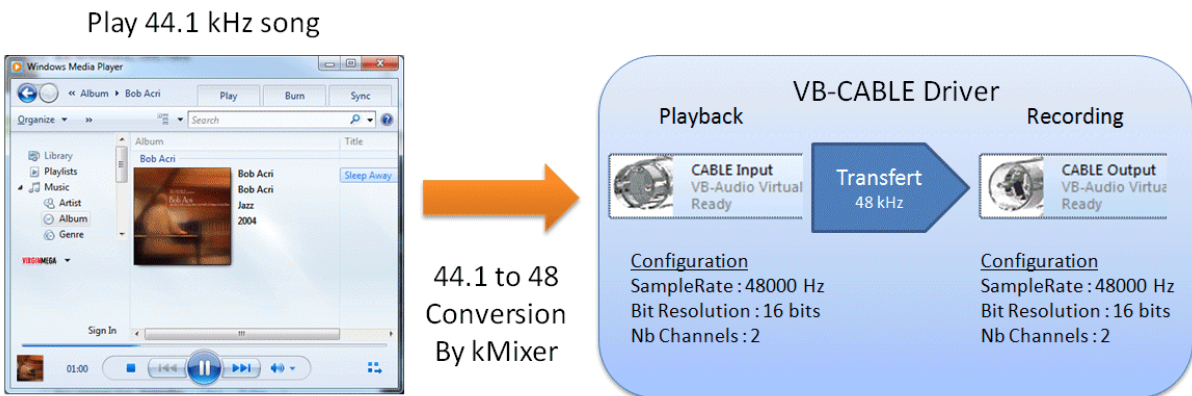 Play 44.1 kHz song
Windows Media Player
« Album ▸ Bob Acri
Play
Burn
Sync
Organize
»
Search
Library
Playlists
Music
Artist
Album
Genre
VIRGINMEGA
Album
Title
Bob Acri
Bob Acri
Bob Acri
Jazz
2004
Sleep Away
Sign In
01:00
44.1 to 48
Conversion
By kMixer
VB-CABLE Driver
Playback
Recording
CABLE Input
VB-Audio Virtual
Ready
Transfert
48 kHz
CABLE Output
VB-Audio Virtua
Ready
Configuration
SampleRate : 48000 Hz
Bit Resolution : 16 bits
Nb Channels : 2
Configuration
SampleRate : 48000 Hz
Bit Resolution : 16 bits
Nb Channels : 2